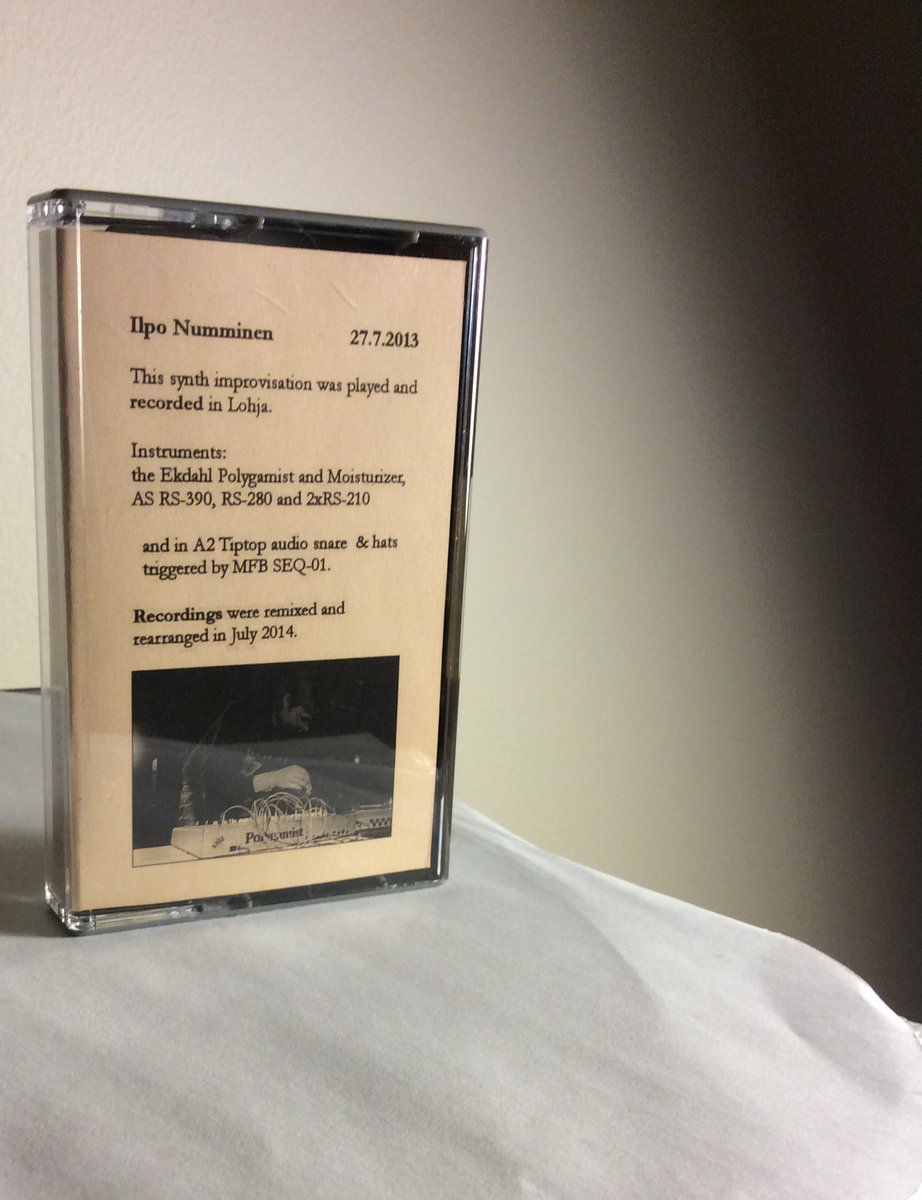 Ilpo Numminen 27.7.2013
This synth improvisation was played and
recorded in Lohja.
Instruments:
the Ekdahl Polygamist and Moisturizer,
AS RS-390, RS-280 and 2xRS-210
and in A2 Tiptop audio snare & hats
triggered by MFB SEQ-01.
Recordings were remixed and
rearranged in July 2014.
Polygamist